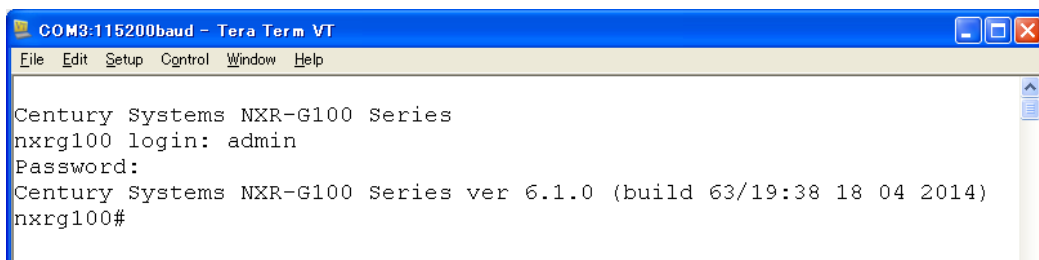 COM3:115200baud - Tera Term VT
File Edit Setup Control Window Help
Century Systems NXR-G100 Series
nxrg100 login: admin
Password:
Century Systems NXR-G100 Series ver 6.1.0 (build 63/19:38 18 04 2014)
nxrg100#